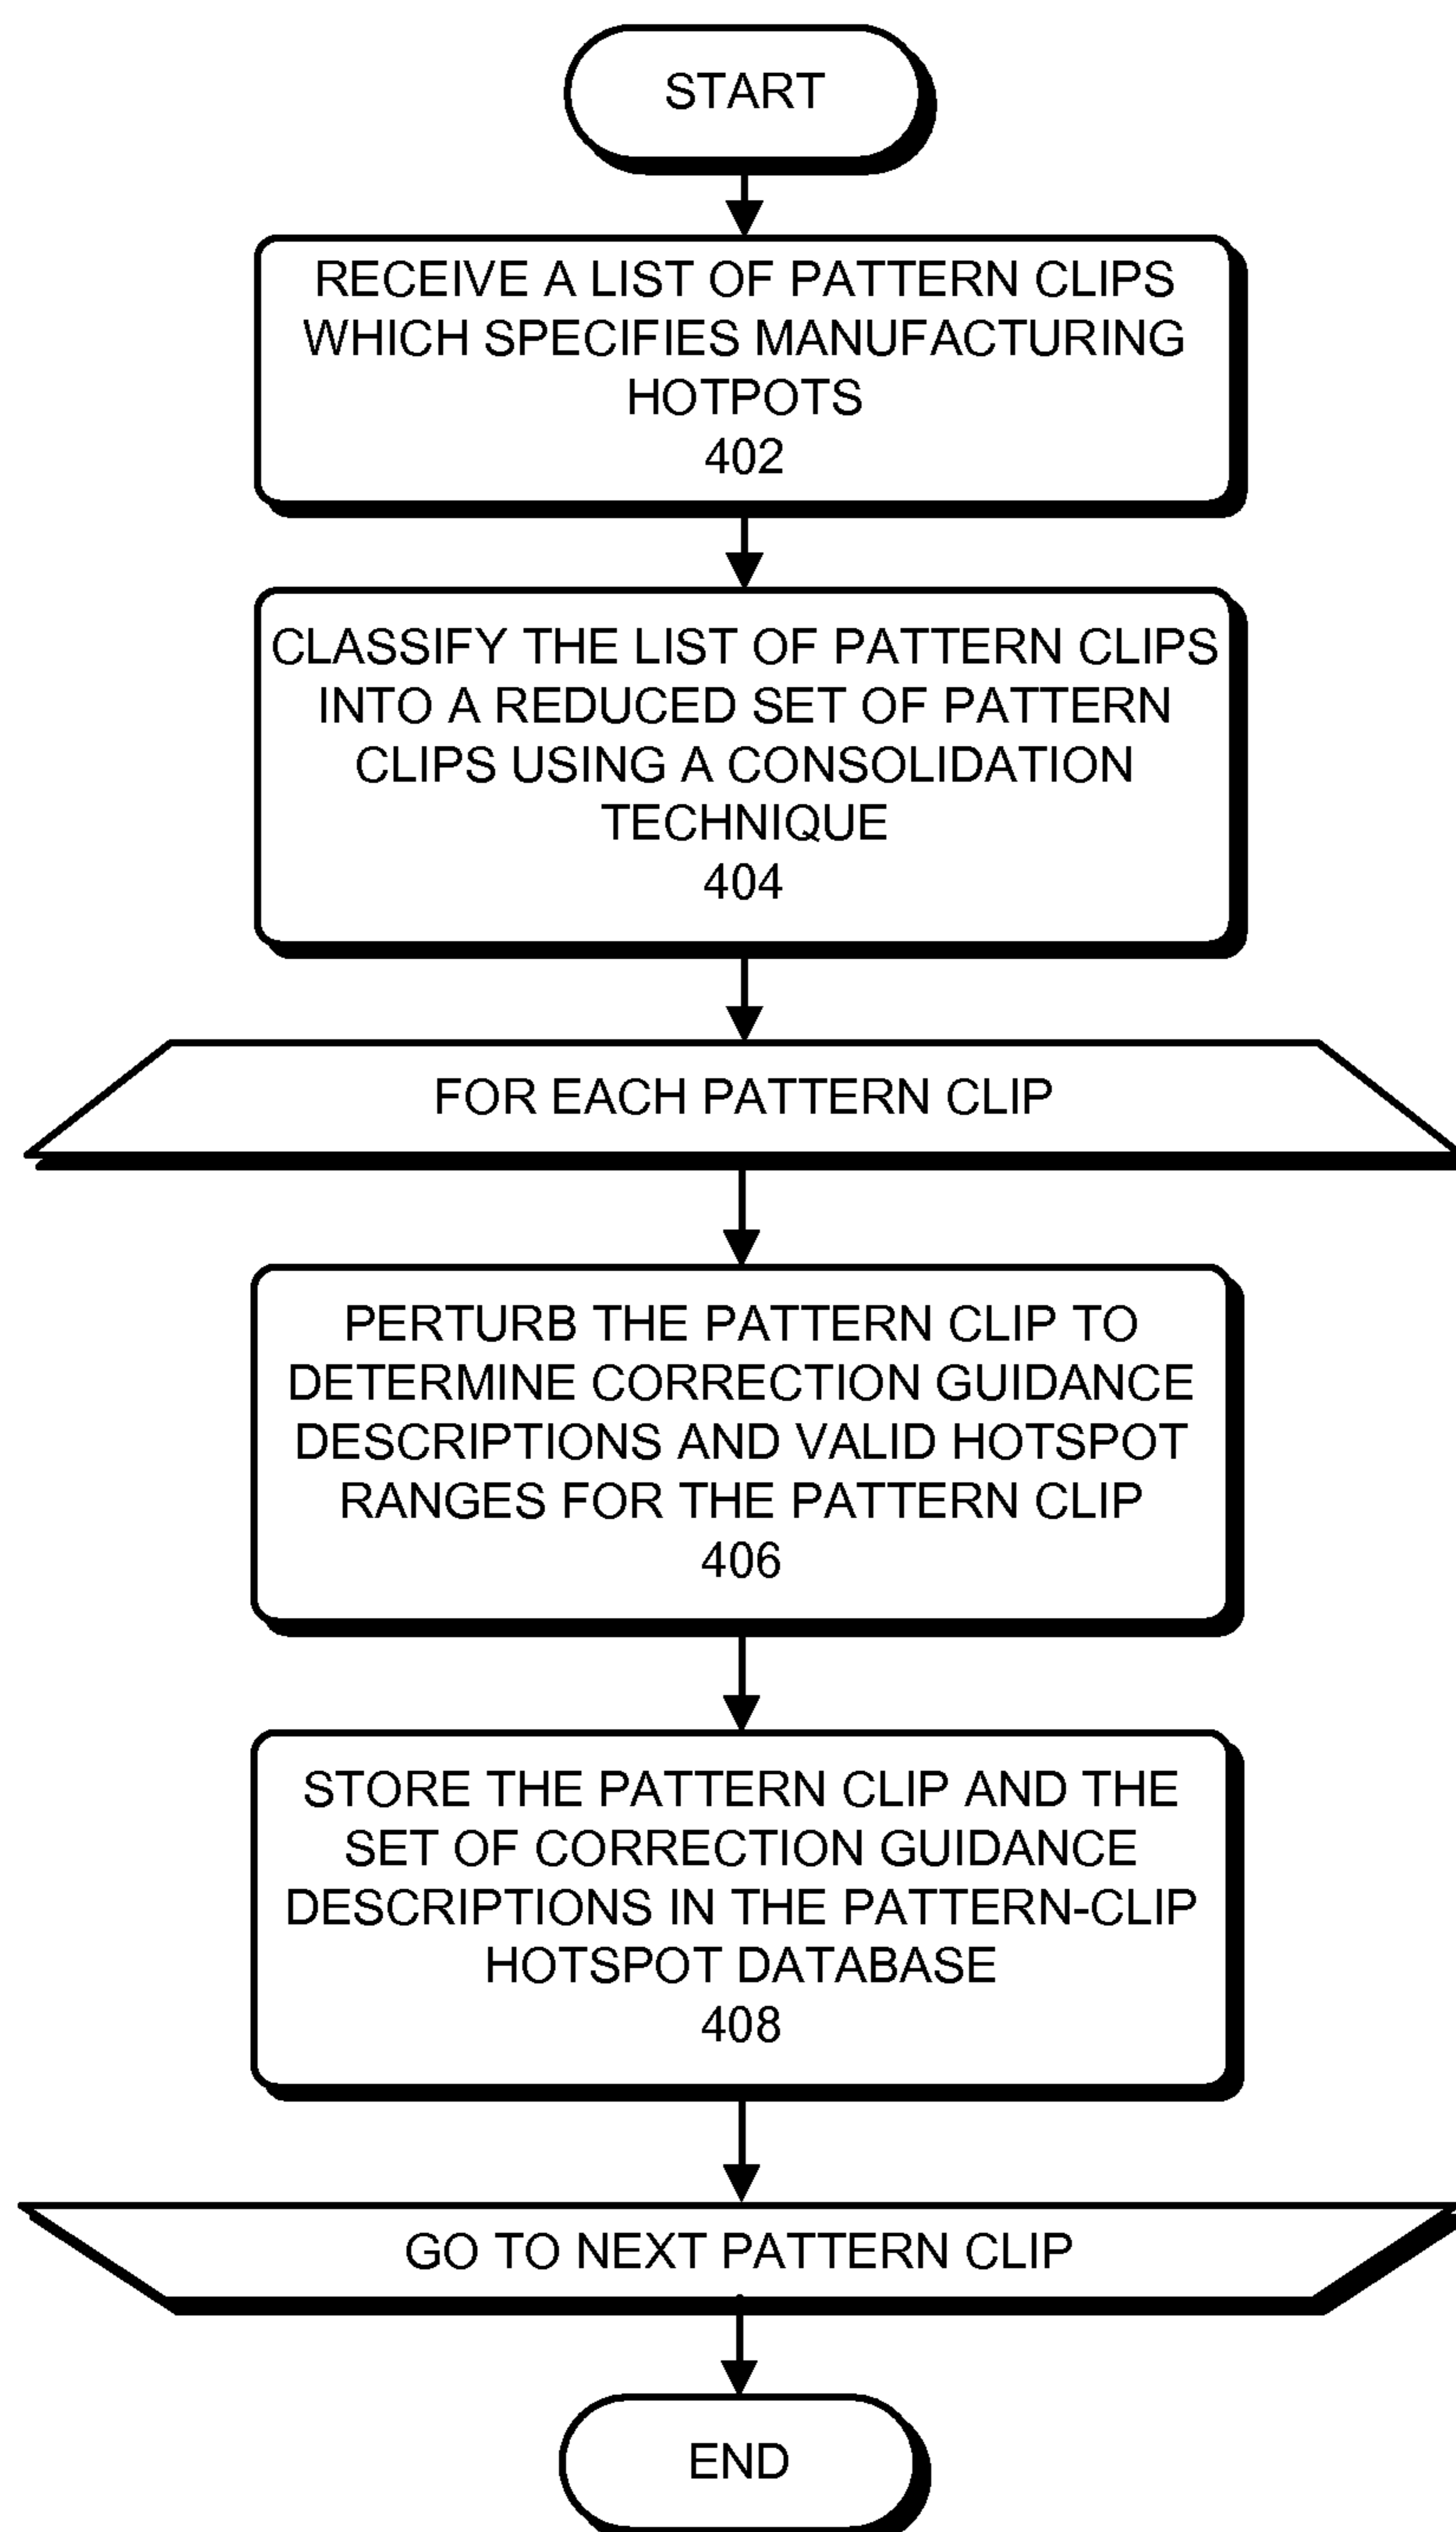 START
RECEIVE A LIST OF PATTERN CLIPS
WHICH SPECIFIES MANUFACTURING
HOTPOTS
402
CLASSIFY THE LIST OF PATTERN CLIPS
INTO A REDUCED SET OF PATTERN
CLIPS USING A CONSOLIDATION
TECHNIQUE
404
FOR EACH PATTERN CLIP
PERTURB THE PATTERN CLIP TO
DETERMINE CORRECTION GUIDANCE
DESCRIPTIONS AND VALID HOTSPOT
RANGES FOR THE PATTERN CLIP
406
STORE THE PATTERN CLIP AND THE
SET OF CORRECTION GUIDANCE
DESCRIPTIONS IN THE PATTERN-CLIP
HOTSPOT DATABASE
408
GO TO NEXT PATTERN CLIP
END